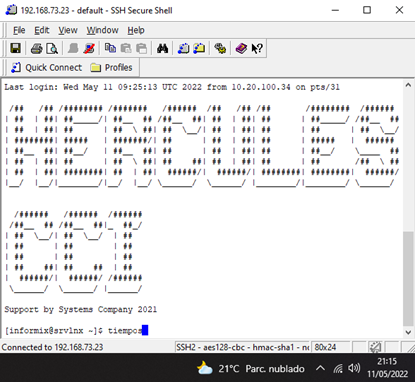 192.168.73.23 - default - SSH Secure Shell
File Edit View Window Help
Quick Connect Profiles
Last login: Wed May 11 09:25:13 UTC 2022 from 10.20.100.34 on pts/31
HERCULES
CCI
Support by Systems Company 2021
[informix@srvlnx ~]$ tiempos
Connected to 192.168.73.23
SSH2 - aes128-cbc - hmac-sha1 - n
80x24
21°C Parc. nublado
21:15
11/05/2022